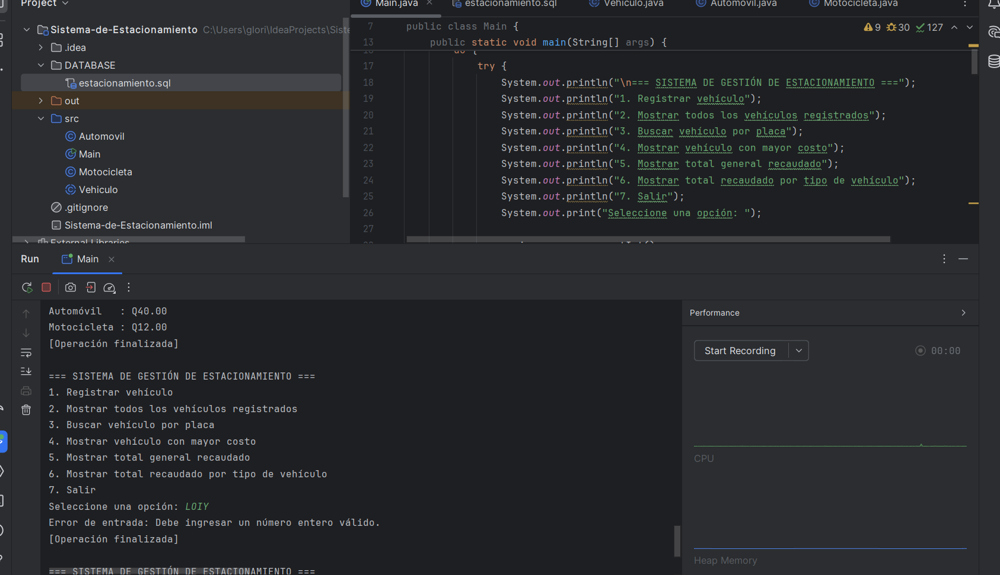 Project
Main.java
estacionamiento.sql
Vehiculo.java
Automovil.java
Motocicleta.java
Sistema-de-Estacionamiento C:\Users\glori\IdeaProjects\Siste
.idea
DATABASE
estacionamiento.sql
out
src
Automovil
Main
Motocicleta
Vehiculo
.gitignore
Sistema-de-Estacionamiento.iml
External Libraries
9 30 127
7 public class Main {
13 public static void main(String[] args) {
16 do {
17 try {
18 System.out.println("\n=== SISTEMA DE GESTIÓN DE ESTACIONAMIENTO ===");
19 System.out.println("1. Registrar vehículo");
20 System.out.println("2. Mostrar todos los vehículos registrados");
21 System.out.println("3. Buscar vehículo por placa");
22 System.out.println("4. Mostrar vehículo con mayor costo");
23 System.out.println("5. Mostrar total general recaudado");
24 System.out.println("6. Mostrar total recaudado por tipo de vehículo");
25 System.out.println("7. Salir");
26 System.out.print("Seleccione una opción: ");
27
Run Main
Automóvil : Q40.00
Motocicleta : Q12.00
[Operación finalizada]
=== SISTEMA DE GESTIÓN DE ESTACIONAMIENTO ===
1. Registrar vehículo
2. Mostrar todos los vehículos registrados
3. Buscar vehículo por placa
4. Mostrar vehículo con mayor costo
5. Mostrar total general recaudado
6. Mostrar total recaudado por tipo de vehículo
7. Salir
Seleccione una opción: LOIY
Error de entrada: Debe ingresar un número entero válido.
[Operación finalizada]
=== SISTEMA DE GESTIÓN DE ESTACIONAMIENTO ===
Performance
Start Recording
00:00
CPU
Heap Memory